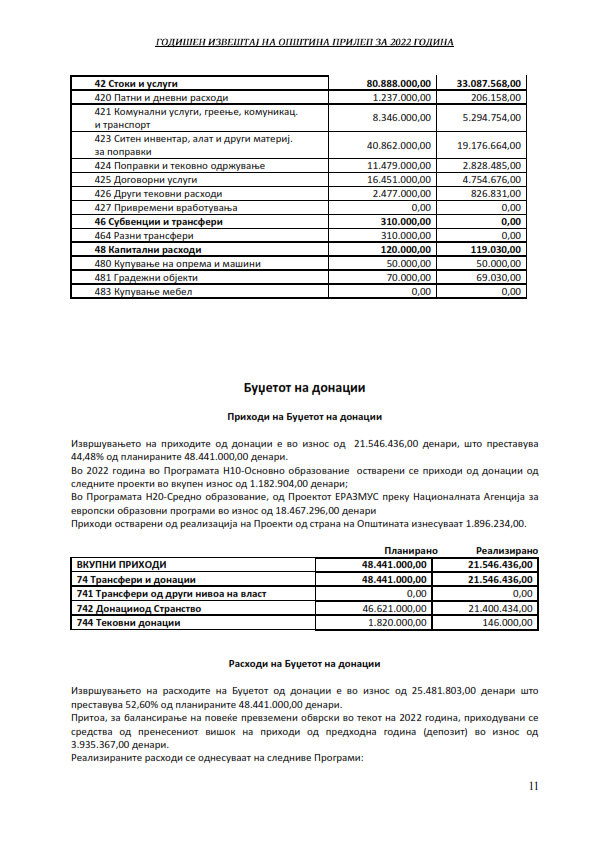 ГОДИШЕН ИЗВЕШТАЈ НА ОПШТИНА ПРИЛЕП ЗА 2022 ГОДИНА
42 Стоки и услуги 80.888.000,00 33.087.568,00
420 Патни и дневни расходи 1.237.000,00 206.158,00
421 Комунални услуги, греење, комуникац.
и транспорт 8.346.000,00 5.294.754,00
423 Ситен инвентар, алат и други материј.
за поправки 40.862.000,00 19.176.664,00
424 Поправки и тековно одржување 11.479.000,00 2.828.485,00
425 Договорни услуги 16.451.000,00 4.754.676,00
426 Други тековни расходи 2.477.000,00 826.831,00
427 Привремени вработувања 0,00 0,00
46 Субвенции и трансфери 310.000,00 0,00
464 Разни трансфери 310.000,00 0,00
48 Капитални расходи 120.000,00 119.030,00
480 Купување на опрема и машини 50.000,00 50.000,00
481 Градежни објекти 70.000,00 69.030,00
483 Купување мебел 0,00 0,00
Буџетот на донации
Приходи на Буџетот на донации
Извршувањето на приходите од донации е во износ од 21.546.436,00 денари, што преставува
44,48% од планираните 48.441.000,00 денари.
Во 2022 година во Програмата Н10-Основно образование остварени се приходи од донации од
следните проекти во вкупен износ од 1.182.904,00 денари;
Во Програмата Н20-Средно образование, од Проектот ЕРАЗМУС преку Националната Агенција за
европски образовни програми во износ од 18.467.296,00 денари
Приходи остварени од реализација на Проекти од страна на Општината изнесуваат 1.896.234,00.
Планирано Реализирано
ВКУПНИ ПРИХОДИ 48.441.000,00 21.546.436,00
74 Трансфери и донации 48.441.000,00 21.546.436,00
741 Трансфери од други нивоа на власт 0,00 0,00
742 Донацииод Странство 46.621.000,00 21.400.434,00
744 Тековни донации 1.820.000,00 146.000,00
Расходи на Буџетот на донации
Извршувањето на расходите на Буџетот од донации е во износ од 25.481.803,00 денари што
преставува 52,60% од планираните 48.441.000,00 денари.
Притоа, за балансирање на повеќе превземени обврски во текот на 2022 година, приходувани се
средства од пренесениот вишок на приходи од предходна година (депозит) во износ од
3.935.367,00 денари.
Реализираните расходи се однесуваат на следниве Програми:
11